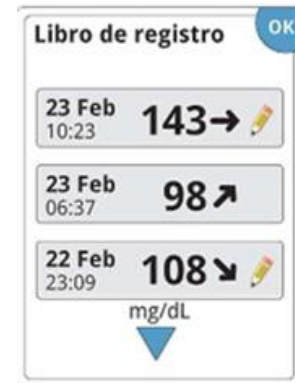 Libro de registro
OK
23 Feb
10:23
143→
23 Feb
06:37
98↗
22 Feb
23:09
108↘
mg/dL